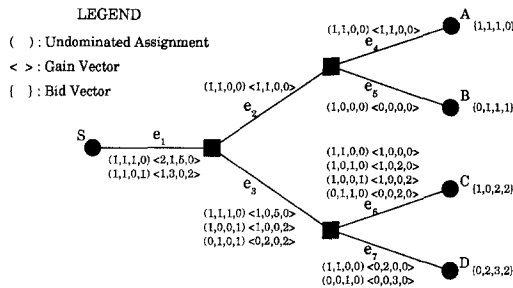 LEGEND
( ) : Undominated Assignment
< > : Gain Vector
{ } : Bid Vector
A {1,1,1,0}
(1,1,0,0) <1,1,0,0>
e4
(1,1,0,0) <1,1,0,0>
e2
e5
B {0,1,1,1}
(1,0,0,0) <0,0,0,0>
S
e1
(1,1,1,0) <2,1,5,0>
(1,1,0,1) <1,3,0,2>
(1,1,0,0) <1,0,0,0>
(1,0,1,0) <1,0,2,0>
(1,0,0,1) <1,0,0,2>
(0,1,1,0) <0,0,2,0>
C {1,0,2,2}
e3
e6
(1,1,1,0) <1,0,5,0>
(1,0,0,1) <1,0,0,2>
(0,1,0,1) <0,2,0,2>
e7
D {0,2,3,2}
(1,1,0,0) <0,2,0,0>
(0,0,1,0) <0,0,3,0>